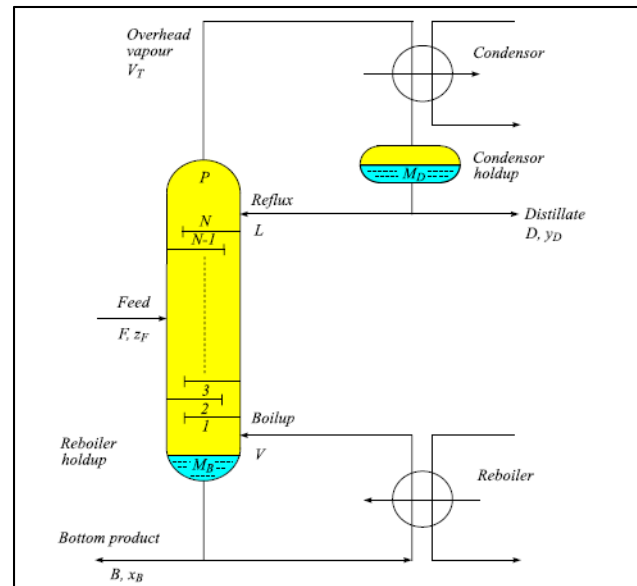 Overhead
vapour
V_T
Condensor
P
M_D
Condensor
holdup
Reflux
N
L
N-1
Distillate
D, y_D
Feed
F, z_F
3
2
1
Boilup
V
Reboiler
holdup
M_B
Reboiler
Bottom product
B, x_B